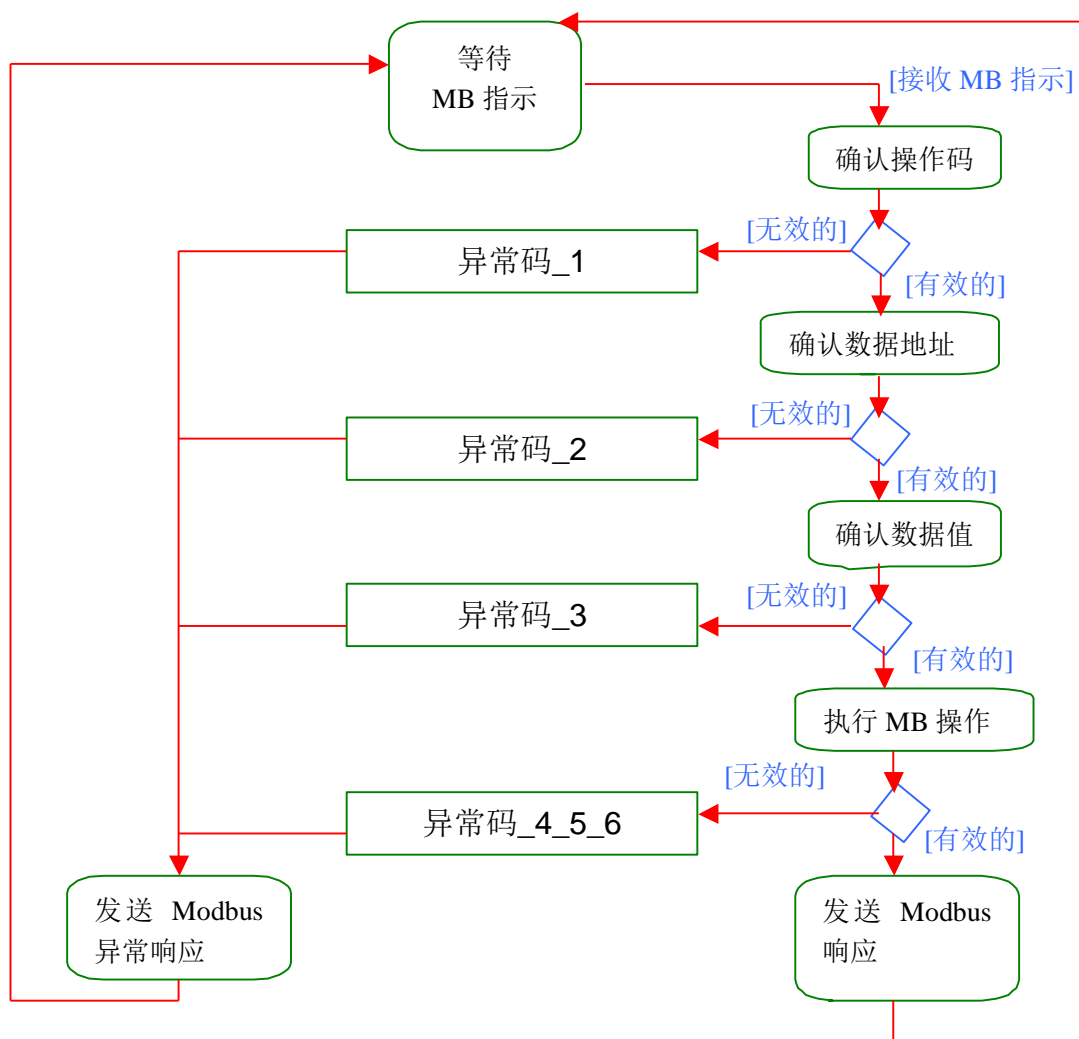 等待
MB 指示
[接收 MB 指示]
确认操作码
[无效的]
异常码_1
[有效的]
确认数据地址
[无效的]
异常码_2
[有效的]
确认数据值
[无效的]
异常码_3
[有效的]
执行 MB 操作
[无效的]
异常码_4_5_6
[有效的]
发送 Modbus
异常响应
发送 Modbus
响应